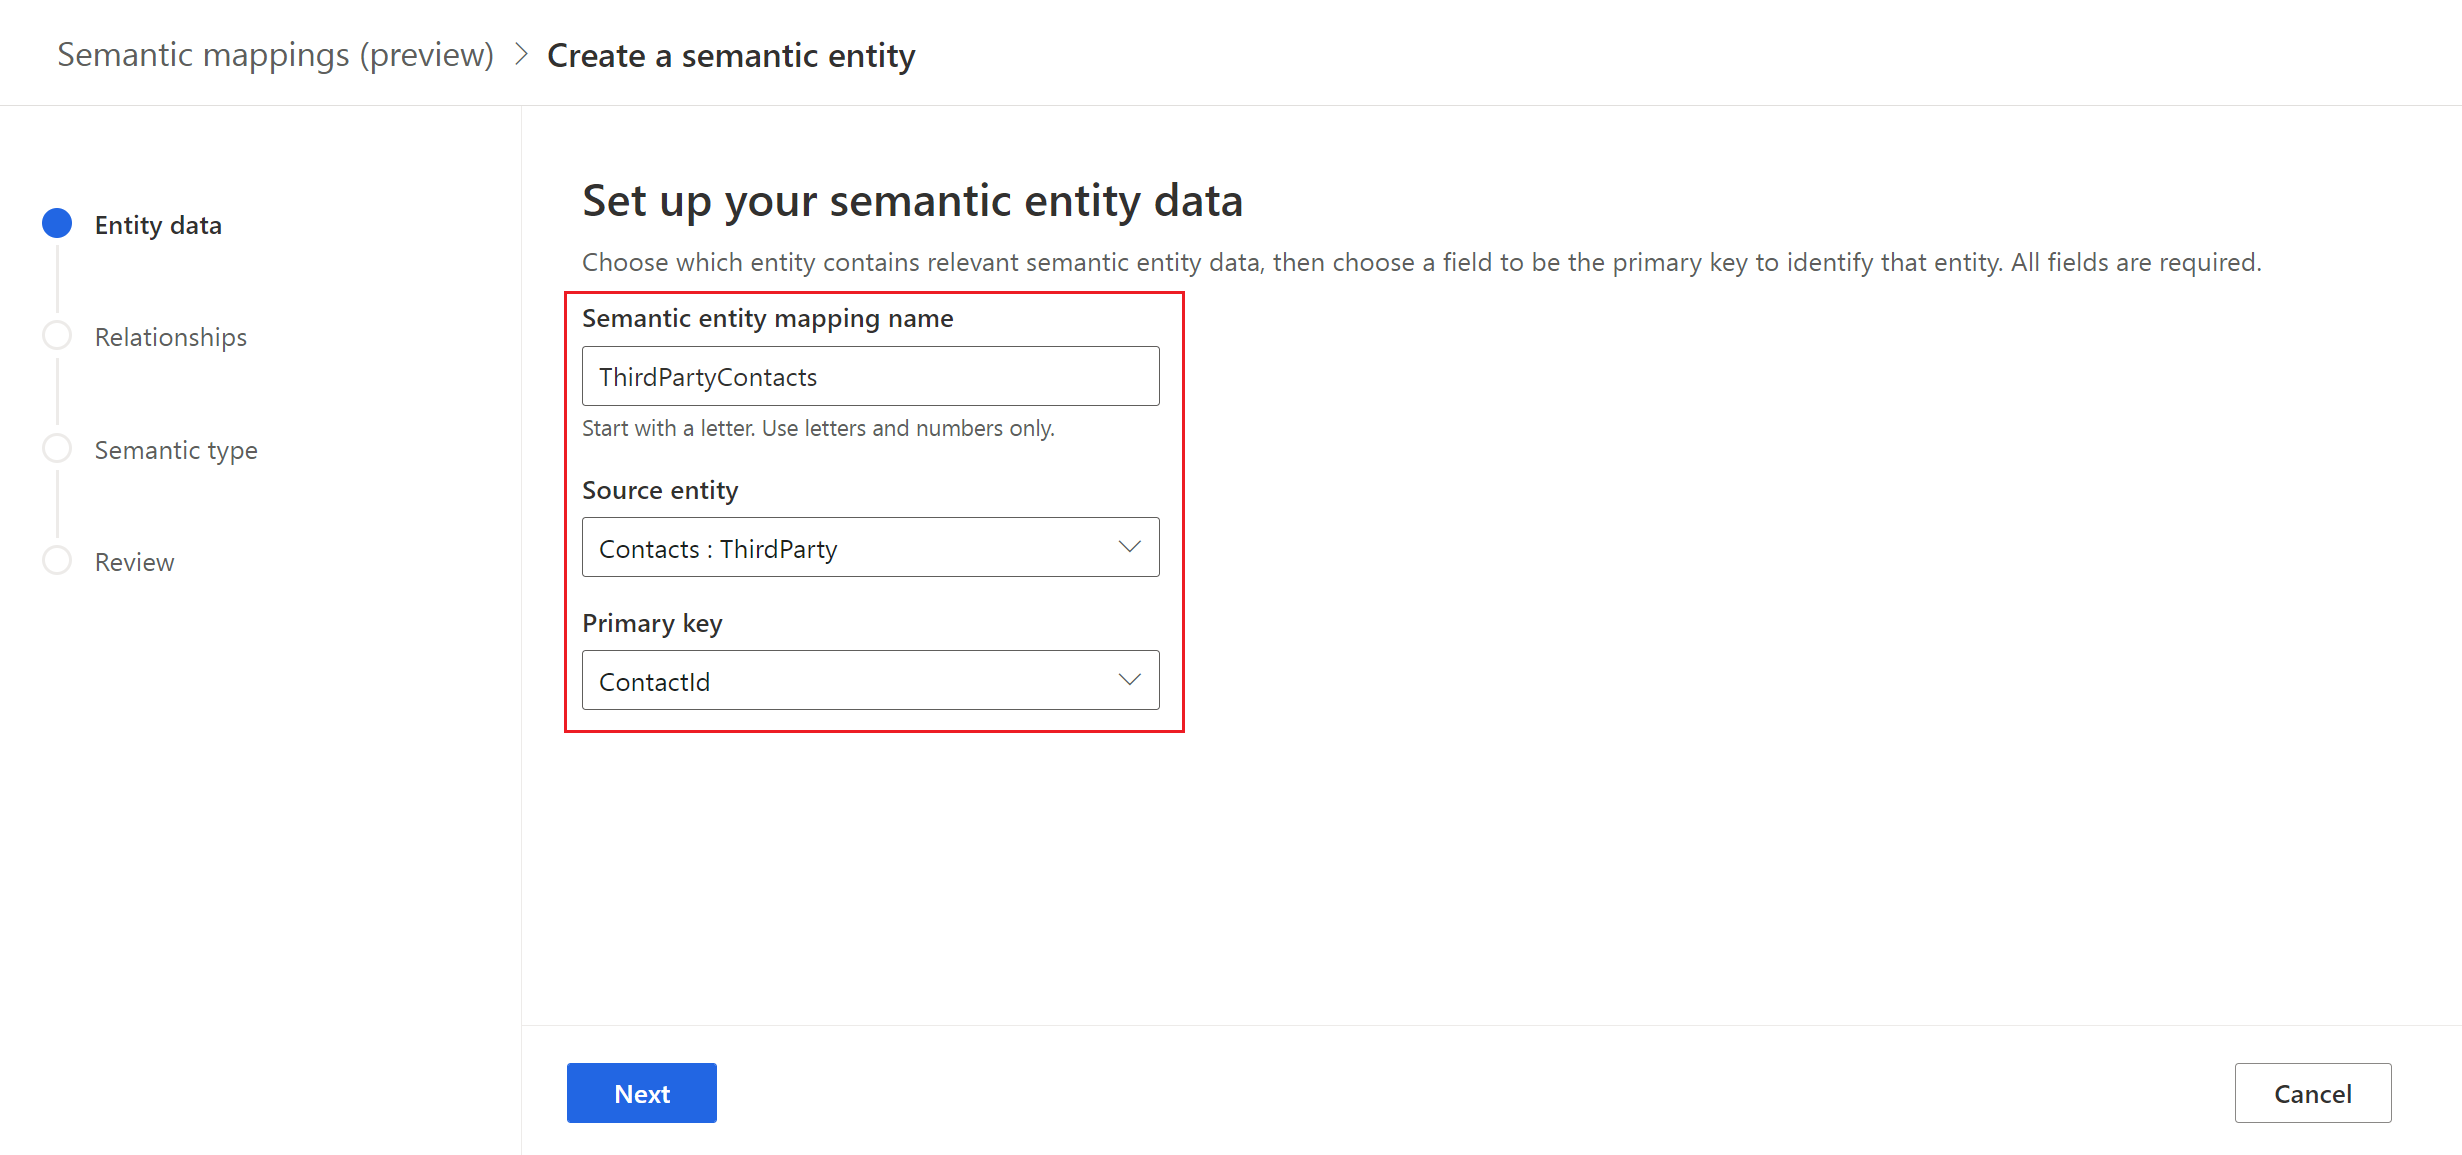 Semantic mappings (preview) > Create a semantic entity
Entity data
Relationships
Semantic type
Review
Set up your semantic entity data
Choose which entity contains relevant semantic entity data, then choose a field to be the primary key to identify that entity. All fields are required.
Semantic entity mapping name
ThirdPartyContacts
Start with a letter. Use letters and numbers only.
Source entity
Contacts : ThirdParty
Primary key
ContactId
Next
Cancel